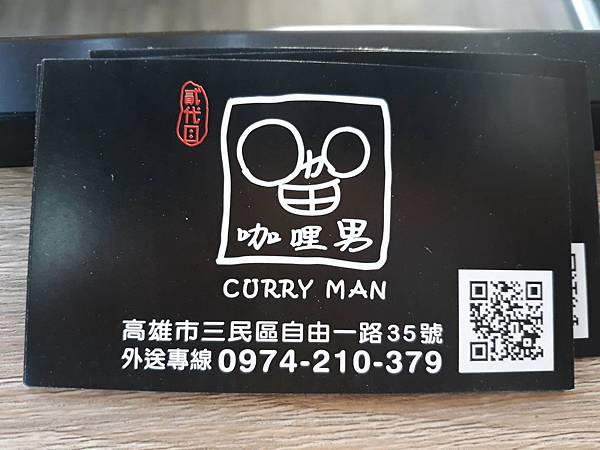 貳代目
咖哩男
CURRY MAN
高雄市三民區自由一路35號
外送專線 0974-210-379